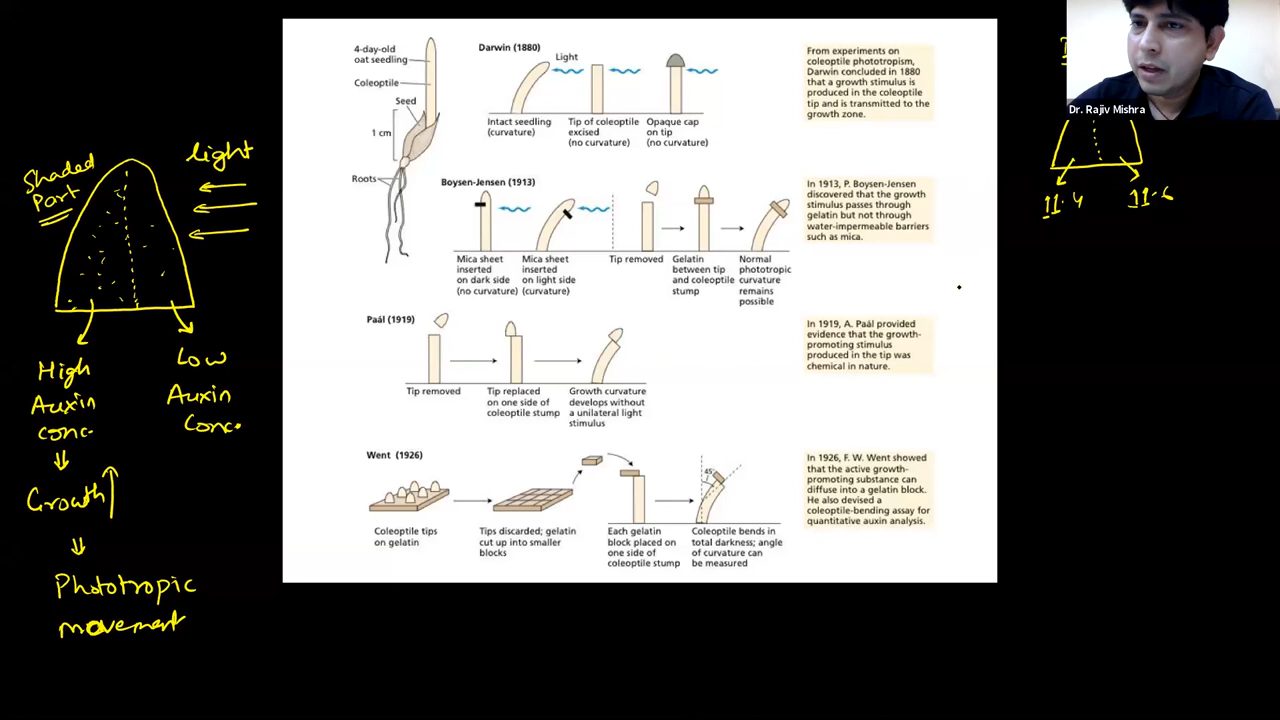 4-day-old
oat seedling
Coleoptile
Seed
1 cm
Roots
Darwin (1880)
Light
Intact seedling
(curvature)
Tip of coleoptile
excised
(no curvature)
Opaque cap
on tip
(no curvature)
From experiments on
coleoptile phototropism,
Darwin concluded in 1880
that a growth stimulus is
produced in the coleoptile
tip and is transmitted to the
growth zone.
Boysen-Jensen (1913)
Mica sheet
inserted
on dark side
(no curvature)
Mica sheet
inserted
on light side
(curvature)
Tip removed
Gelatin
between tip
and coleoptile
stump
Normal
phototropic
curvature
remains
possible
In 1913, P. Boysen-Jensen
discovered that the growth
stimulus passes through
gelatin but not through
water-impermeable barriers
such as mica.
Paál (1919)
Tip removed
Tip replaced
on one side of
coleoptile stump
Growth curvature
develops without
a unilateral light
stimulus
In 1919, A. Paál provided
evidence that the growth-
promoting stimulus
produced in the tip was
chemical in nature.
Went (1926)
45°
Coleoptile tips
on gelatin
Tips discarded; gelatin
cut up into smaller
blocks
Each gelatin
block placed on
one side of
coleoptile stump
Coleoptile bends in
total darkness; angle
of curvature can
be measured
In 1926, F. W. Went showed
that the active growth-
promoting substance can
diffuse into a gelatin block.
He also devised a
coleoptile-bending assay for
quantitative auxin analysis.
Shaded
Part
light
High
Auxin
conc.
Low
Auxin
Conc.
Growth
Phototropic
movement
Dr. Rajiv Mishra
11.4
11.6